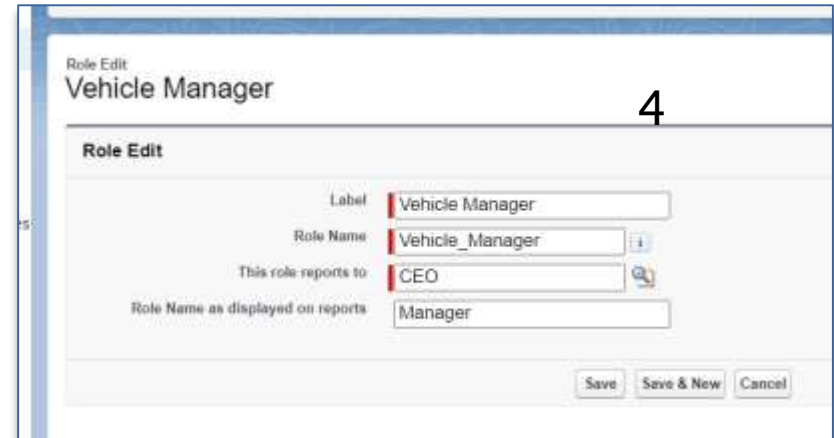 Role Edit
Vehicle Manager
4
Role Edit
Label Vehicle Manager
es
Role Name Vehicle_Manager i
This role reports to CEO
Role Name as displayed on reports Manager
Save Save & New Cancel